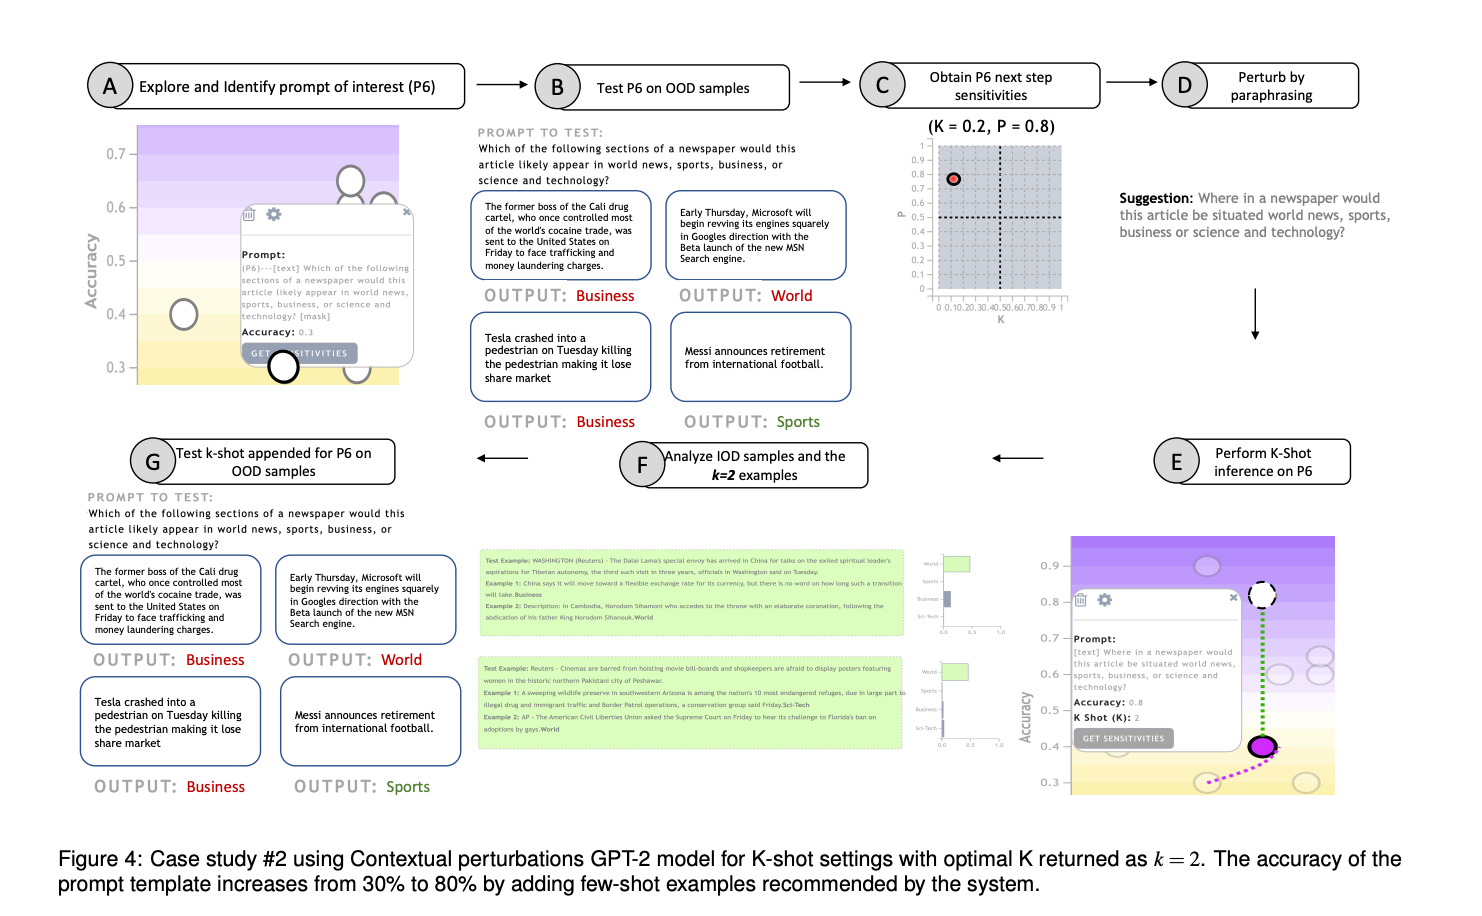 A
Explore and Identify prompt of interest (P6)
B
Test P6 on OOD samples
C
Obtain P6 next step
sensitivities
D
Perturb by
paraphrasing
0.7
0.6
0.5
0.4
0.3
Accuracy
Prompt:
(P6)---[text] Which of the following
sections of a newspaper would this
article likely appear in world news,
sports, business, or science and
technology? [mask]
Accuracy: 0.3
PROMPT TO TEST:
Which of the following sections of a newspaper would this
article likely appear in world news, sports, business, or
science and technology?
The former boss of the Cali drug
cartel, who once controlled most
of the world's cocaine trade, was
sent to the United States on
Friday to face trafficking and
money laundering charges.
OUTPUT: Business
Early Thursday, Microsoft will
begin revving its engines squarely
in Googles direction with the
Beta launch of the new MSN
Search engine.
OUTPUT: World
Tesla crashed into a
pedestrian on Tuesday killing
the pedestrian making it lose
share market
OUTPUT: Business
Messi announces retirement
from international football.
OUTPUT: Sports
(K = 0.2, P = 0.8)
1
0.9
0.8
0.7
0.6
0.5
0.4
0.3
0.2
0.1
0
P
0 0.1 0.2 0.3 0.4 0.5 0.6 0.7 0.8 0.9 1
K
Suggestion: Where in a newspaper would
this article be situated world news, sports,
business or science and technology?
G
Test k-shot appended for P6 on
OOD samples
F
Analyze IOD samples and the
k=2 examples
E
Perform K-Shot
inference on P6
PROMPT TO TEST:
Which of the following sections of a newspaper would this
article likely appear in world news, sports, business, or
science and technology?
The former boss of the Cali drug
cartel, who once controlled most
of the world's cocaine trade, was
sent to the United States on
Friday to face trafficking and
money laundering charges.
OUTPUT: Business
Early Thursday, Microsoft will
begin revving its engines squarely
in Googles direction with the
Beta launch of the new MSN
Search engine.
OUTPUT: World
Tesla crashed into a
pedestrian on Tuesday killing
the pedestrian making it lose
share market
OUTPUT: Business
Messi announces retirement
from international football.
OUTPUT: Sports
Test Example: WASHINGTON (Reuters) - The Dalai Lama's special envoy has arrived in China for talks on the exiled spiritual leader's
aspirations for Tibetan autonomy, the third such visit in three years, officials in Washington said on Tuesday.
Example 1: China says it will move toward a flexible exchange rate for its currency, but there is no word on how long such a transition
will take.Business
Example 2: Description: In Cambodia, Norodom Sihamoni who accedes to the throne with an elaborate coronation, following the
abdication of his father King Norodom Sihanouk.World
World
Sports
Business
Sci-Tech
0.0 0.5 1.0
Test Example: Reuters - Cinemas are barred from hoisting movie bill-boards and shopkeepers are afraid to display posters featuring
women in the historic northern Pakistani city of Peshawar.
Example 1: A sweeping wildlife preserve in southwestern Arizona is among the nation's 10 most endangered refuges, due in large part to
illegal drug and immigrant traffic and Border Patrol operations, a conservation group said Friday.Sci-Tech
Example 2: AP - The American Civil Liberties Union asked the Supreme Court on Friday to hear its challenge to Florida's ban on
adoptions by gays.World
World
Sports
Business
Sci-Tech
0.0 0.5 1.0
0.9
0.8
0.7
0.6
0.5
0.4
0.3
Accuracy
Prompt:
[text] Where in a newspaper would
this article be situated world news,
sports, business, or science and
technology?
Accuracy: 0.8
K Shot (K): 2
GET SENSITIVITIES
Figure 4: Case study #2 using Contextual perturbations GPT-2 model for K-shot settings with optimal K returned as k = 2. The accuracy of the
prompt template increases from 30% to 80% by adding few-shot examples recommended by the system.